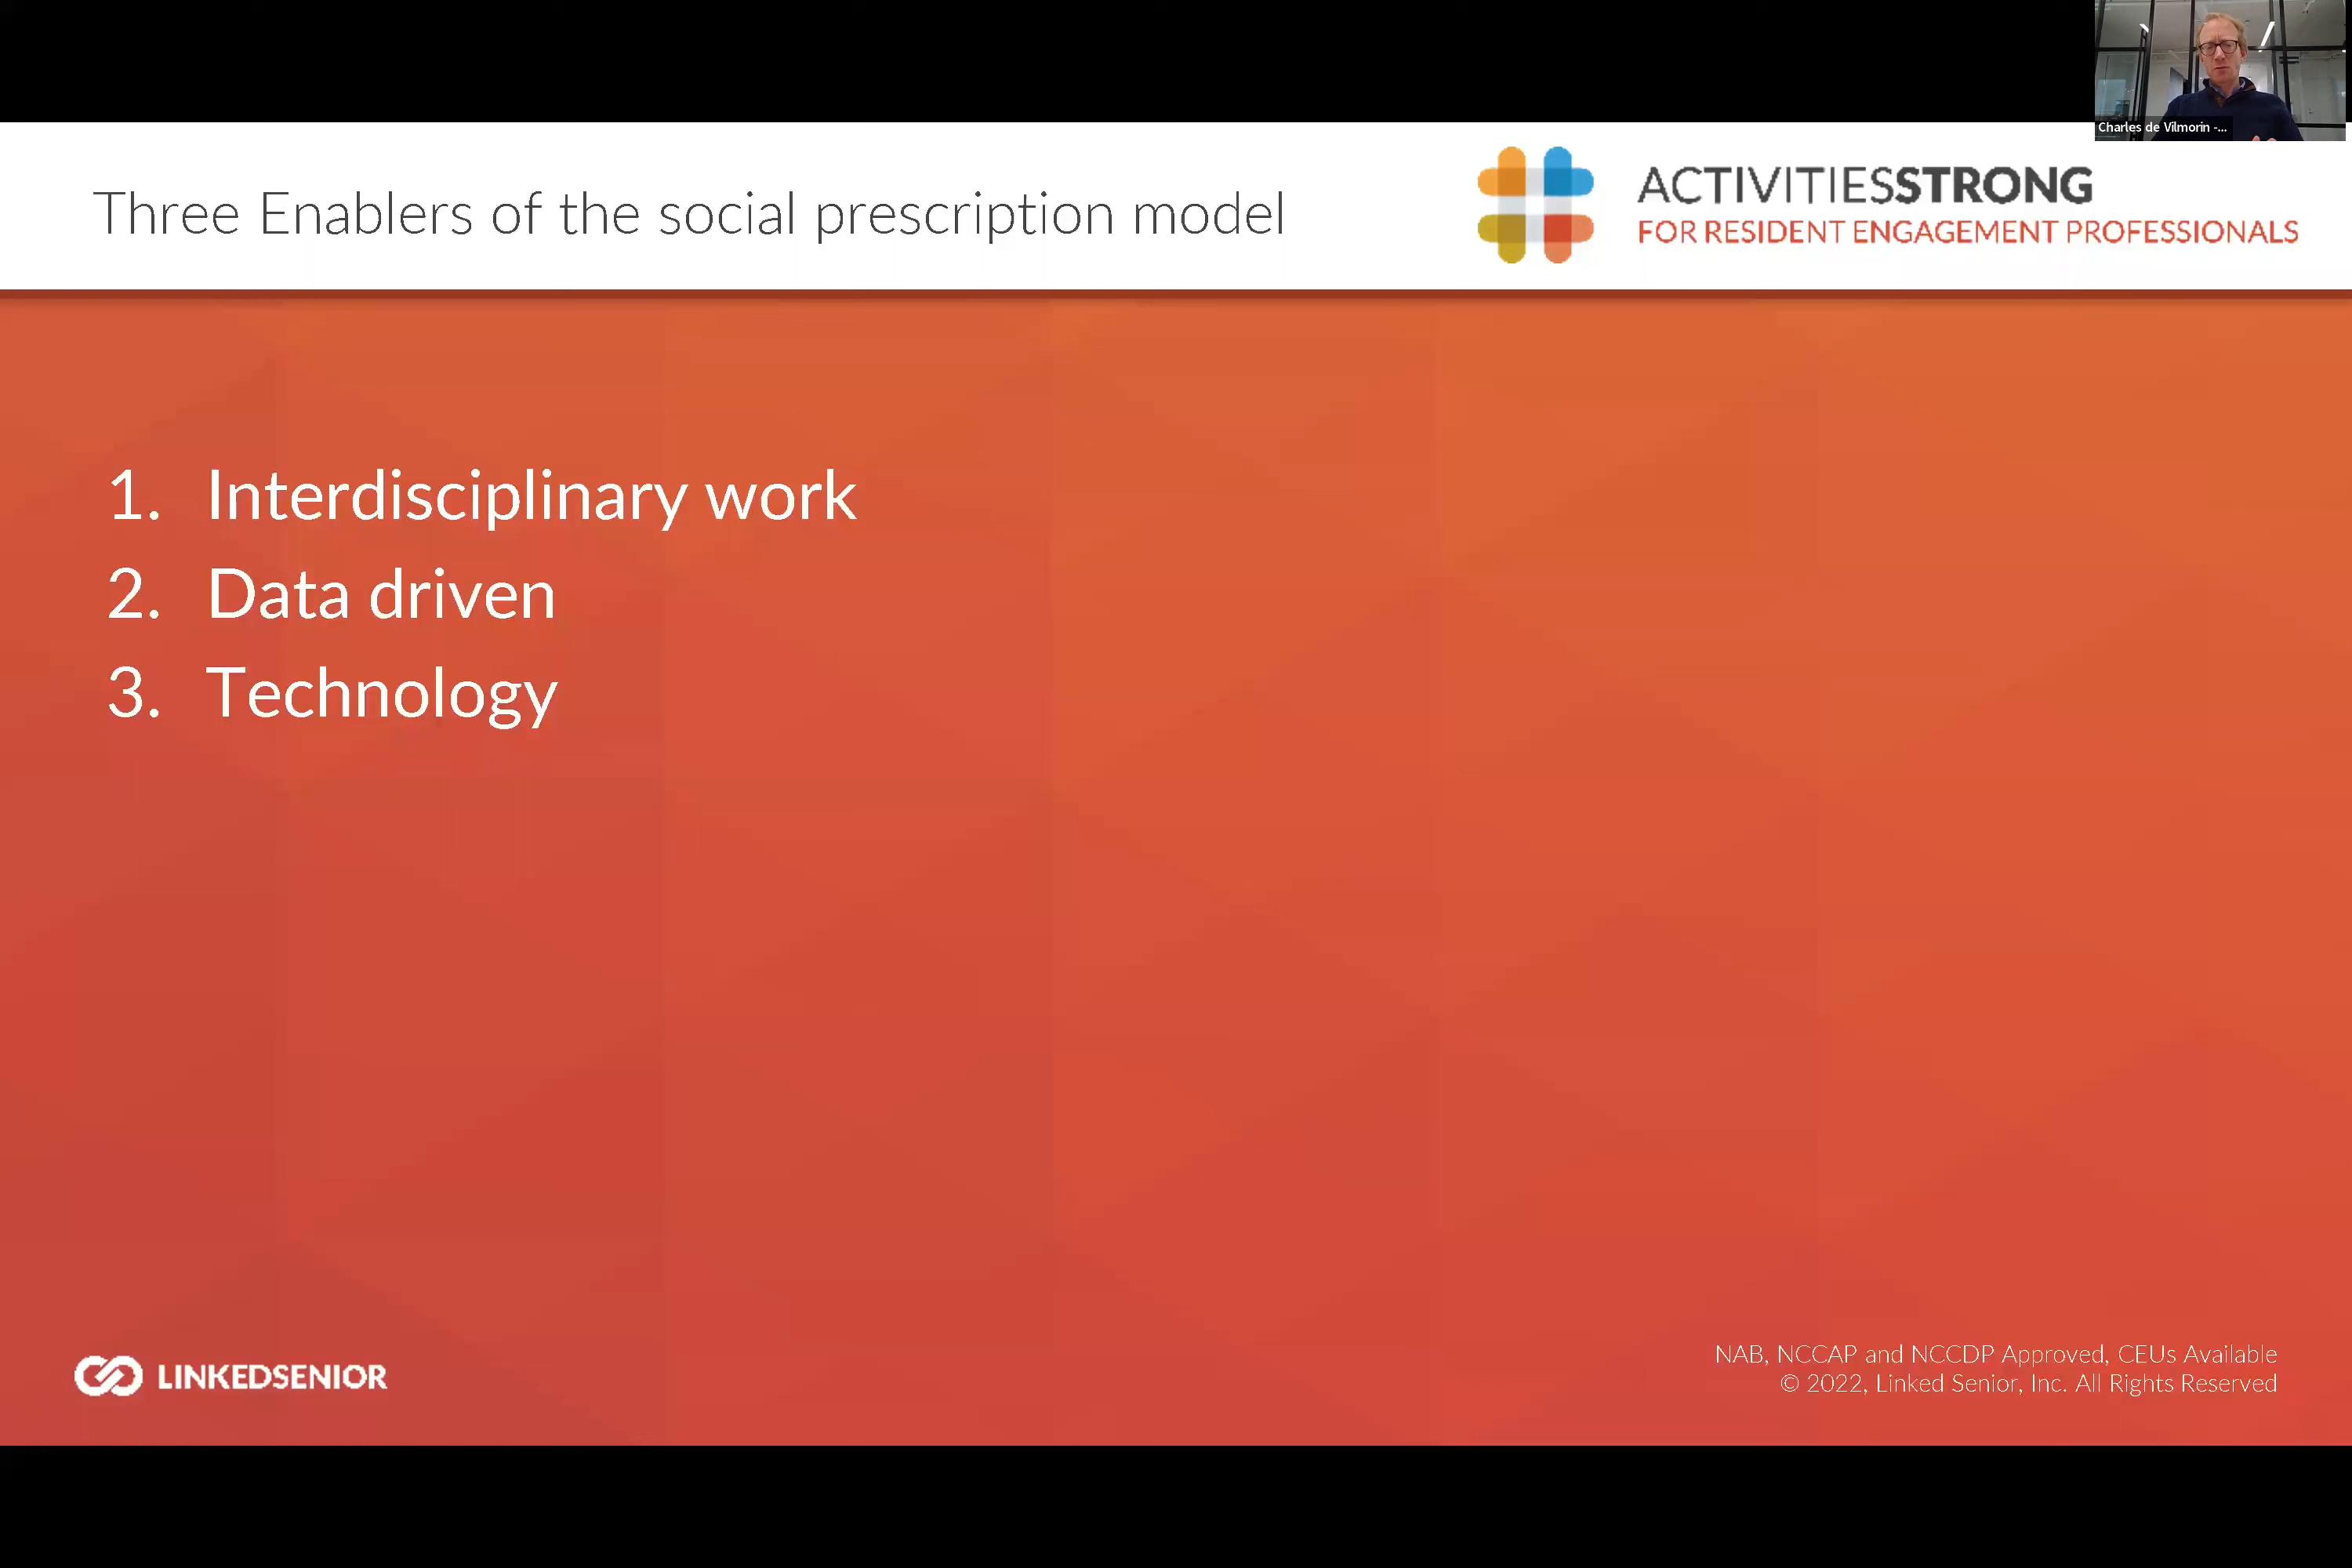 Charles de Vilmorin -...
Three Enablers of the social prescription model
ACTIVITIESSTRONG
FOR RESIDENT ENGAGEMENT PROFESSIONALS
1. Interdisciplinary work
2. Data driven
3. Technology
LINKEDSENIOR
NAB, NCCAP and NCCDP Approved, CEUs Available
© 2022, Linked Senior, Inc. All Rights Reserved